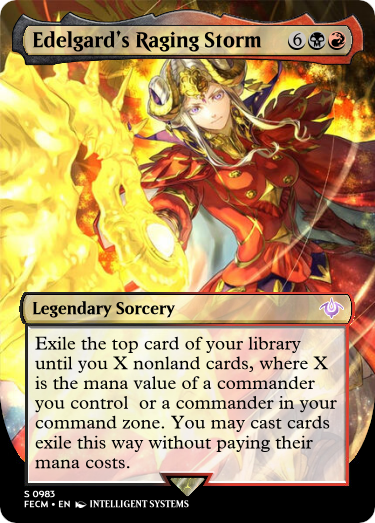 Edelgard's Raging Storm 6
Legendary Sorcery
Exile the top card of your library
until you X nonland cards, where X
is the mana value of a commander
you control or a commander in your
command zone. You may cast cards
exile this way without paying their
mana costs.
S 0983
FECM • EN INTELLIGENT SYSTEMS